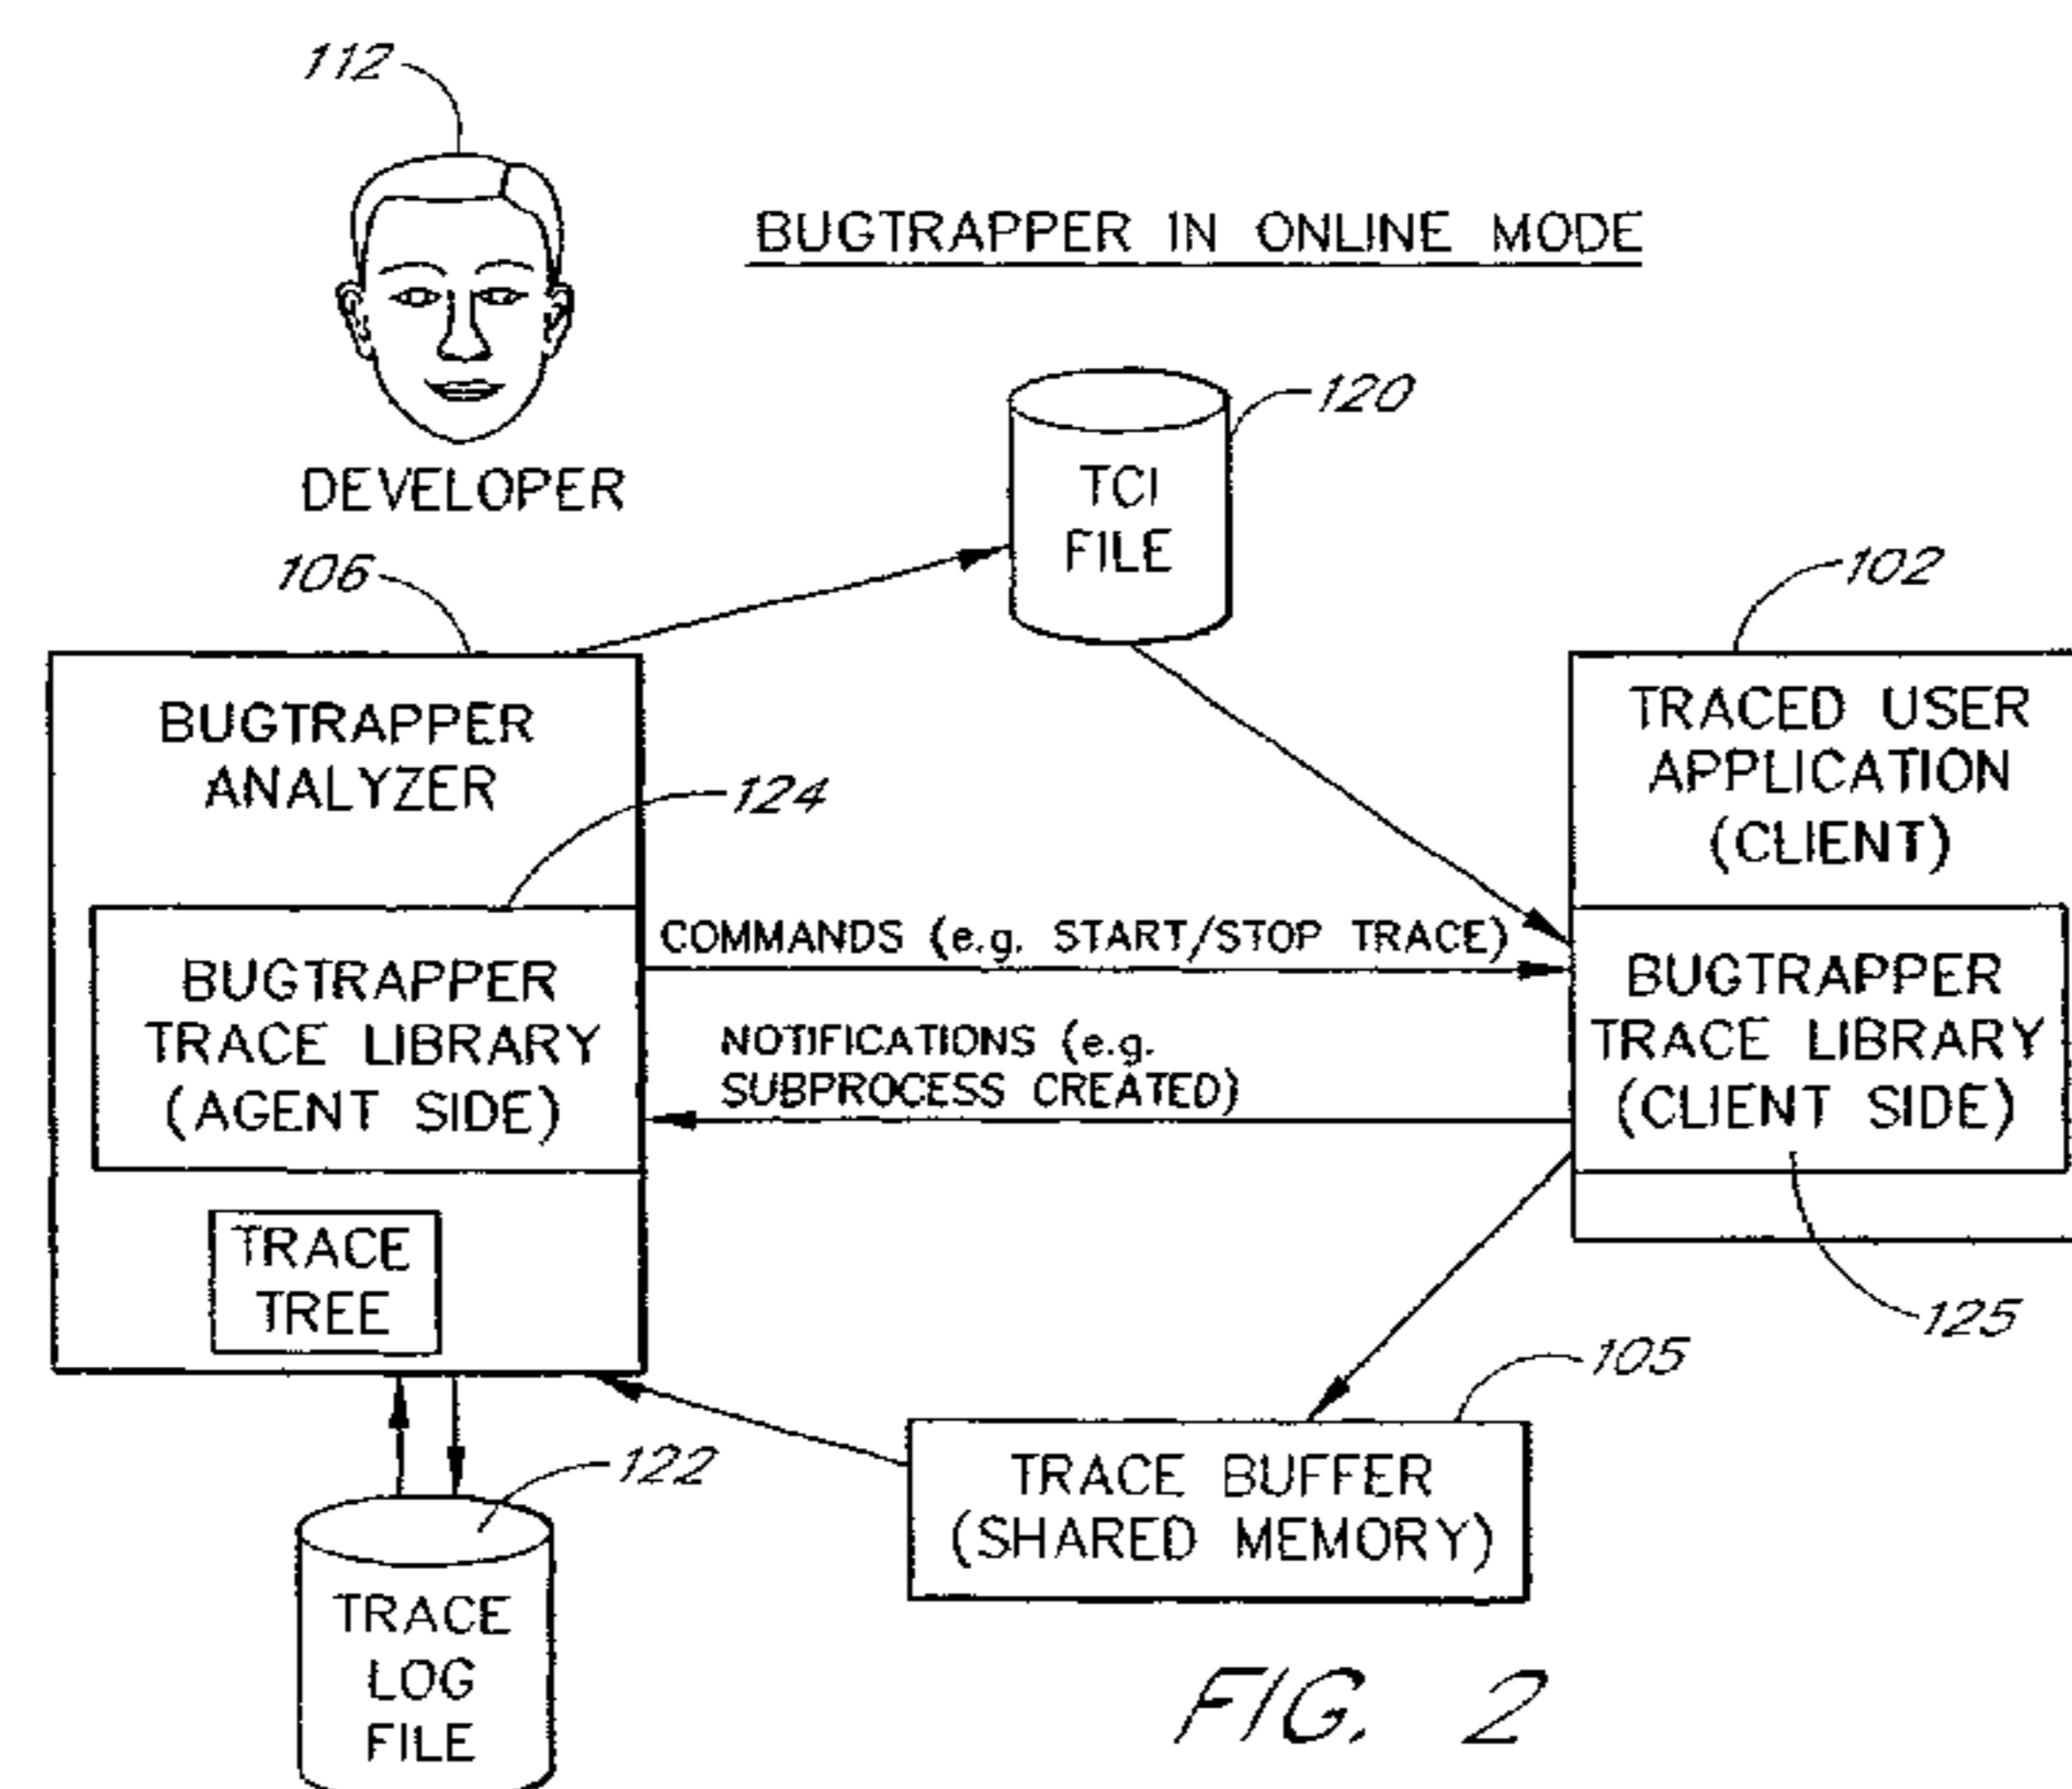 112
BUGTRAPPER IN ONLINE MODE
DEVELOPER
120
TCI
FILE
106
102
BUGTRAPPER
ANALYZER
TRACED USER
APPLICATION
(CLIENT)
124
COMMANDS (e.g. START/STOP TRACE)
BUGTRAPPER
TRACE LIBRARY
(AGENT SIDE)
NOTIFICATIONS (e.g.
SUBPROCESS CREATED)
BUGTRAPPER
TRACE LIBRARY
(CLIENT SIDE)
TRACE
TREE
125
105
TRACE BUFFER
(SHARED MEMORY)
122
TRACE
LOG
FILE
FIG. 2